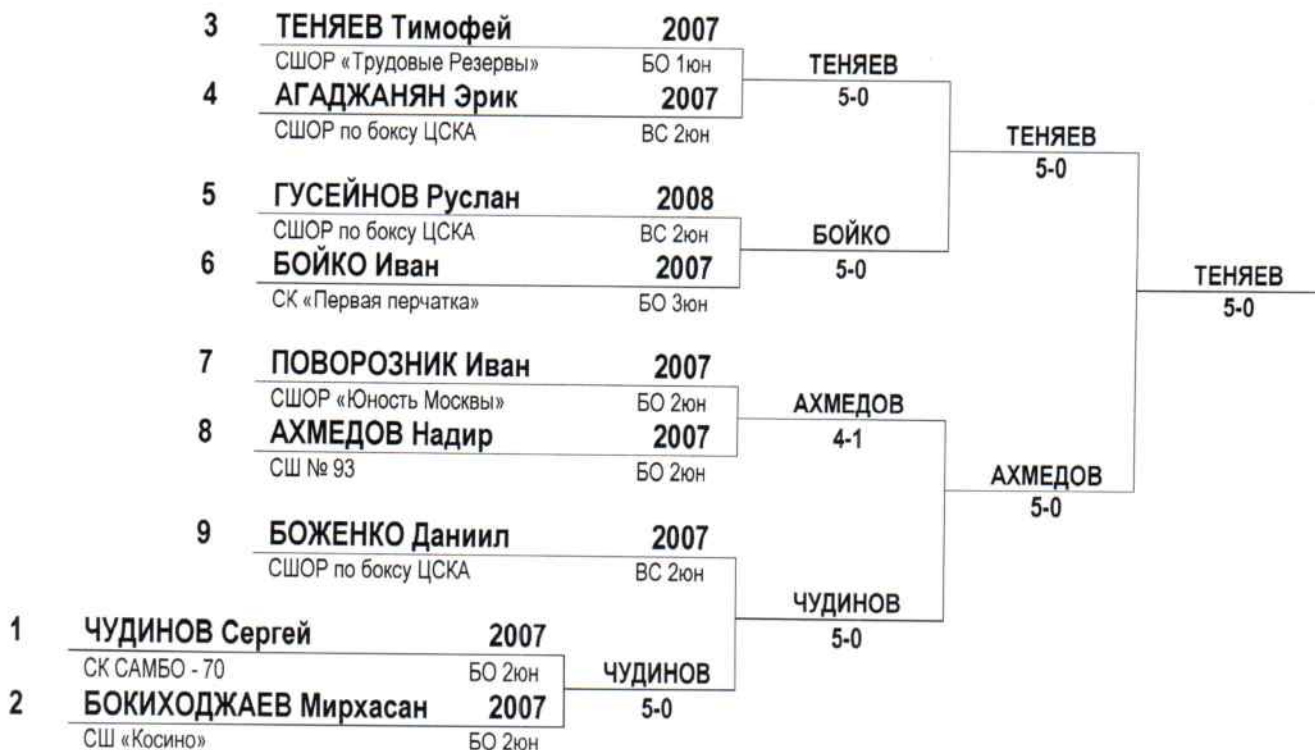 3 ТЕНЯЕВ Тимофей 2007
СШОР «Трудовые Резервы» БО 1юн
ТЕНЯЕВ
5-0
4 АГАДЖАНЯН Эрик 2007
СШОР по боксу ЦСКА ВС 2юн
ТЕНЯЕВ
5-0
5 ГУСЕЙНОВ Руслан 2008
СШОР по боксу ЦСКА ВС 2юн
БОЙКО
5-0
6 БОЙКО Иван 2007
СК «Первая перчатка» БО 3юн
ТЕНЯЕВ
5-0
7 ПОВОРОЗНИК Иван 2007
СШОР «Юность Москвы» БО 2юн
АХМЕДОВ
4-1
8 АХМЕДОВ Надир 2007
СШ № 93 БО 2юн
АХМЕДОВ
5-0
9 БОЖЕНКО Даниил 2007
СШОР по боксу ЦСКА ВС 2юн
ЧУДИНОВ
5-0
1 ЧУДИНОВ Сергей 2007
СК САМБО - 70 БО 2юн
ЧУДИНОВ
5-0
2 БОКИХОДЖАЕВ Мирхасан 2007
СШ «Косино» БО 2юн